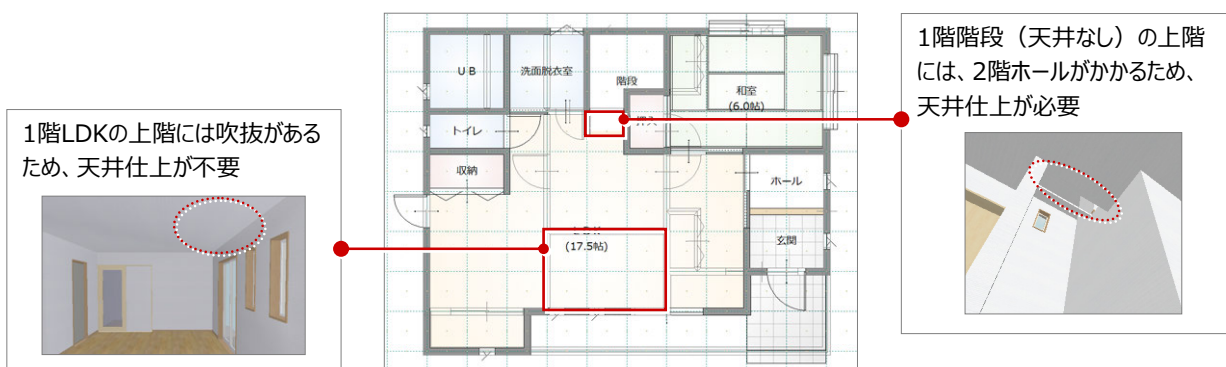 1階LDKの上階には吹抜がある
ため、天井仕上が不要
UB
洗面脱衣室
階段
和室
(6.0帖)
押入
トイレ
収納
ホール
LDK
(17.5帖)
玄関
1階階段（天井なし）の上階
には、2階ホールがかかるため、
天井仕上が必要